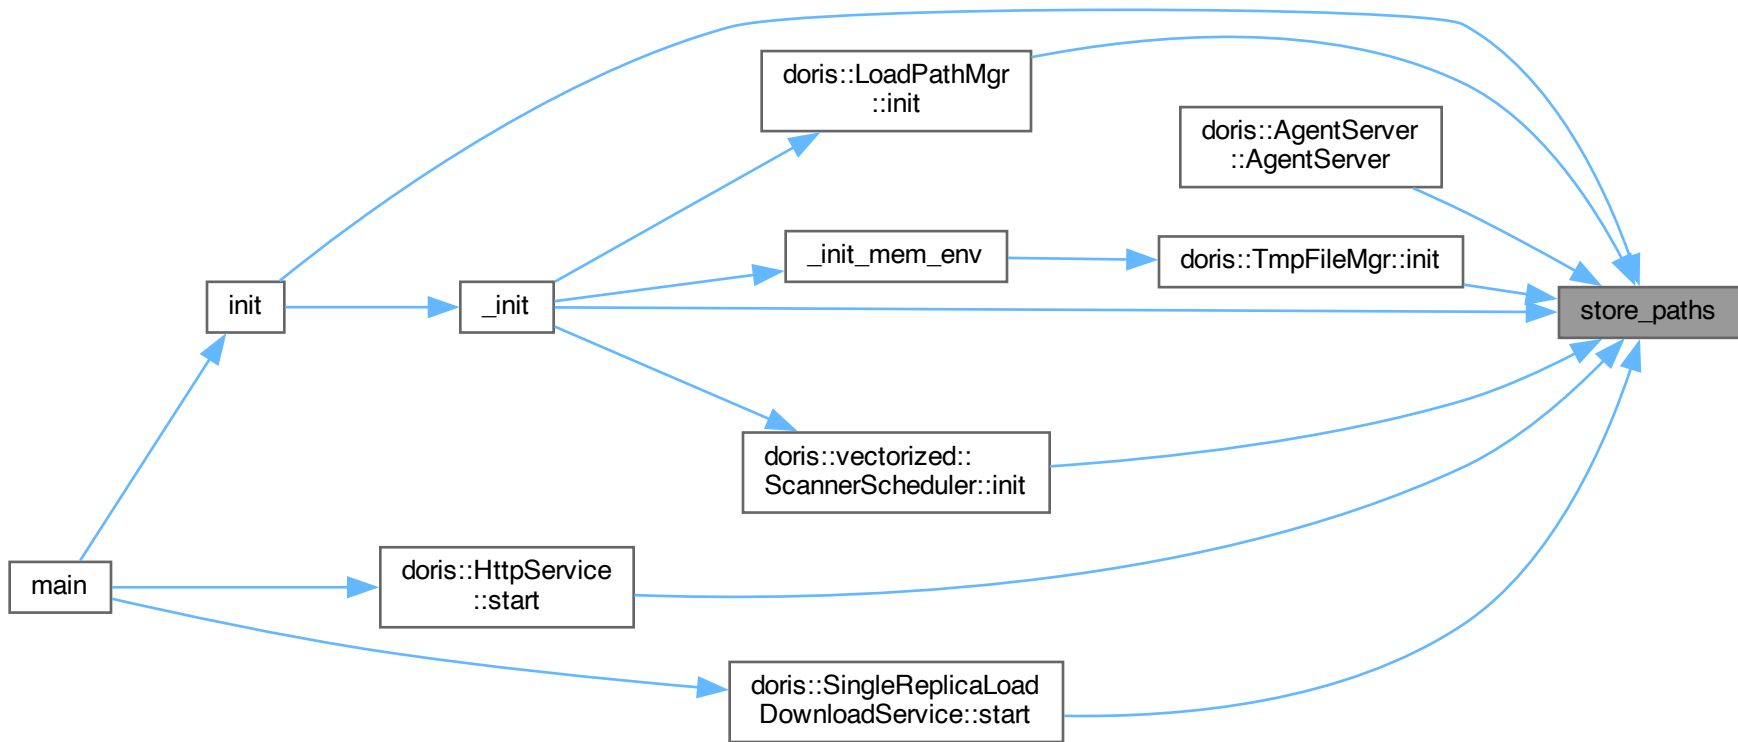 doris::LoadPathMgr
::init
doris::AgentServer
::AgentServer
_init_mem_env
doris::TmpFileMgr::init
init
_init
store_paths
doris::vectorized::
ScannerScheduler::init
main
doris::HttpService
::start
doris::SingleReplicaLoad
DownloadService::start